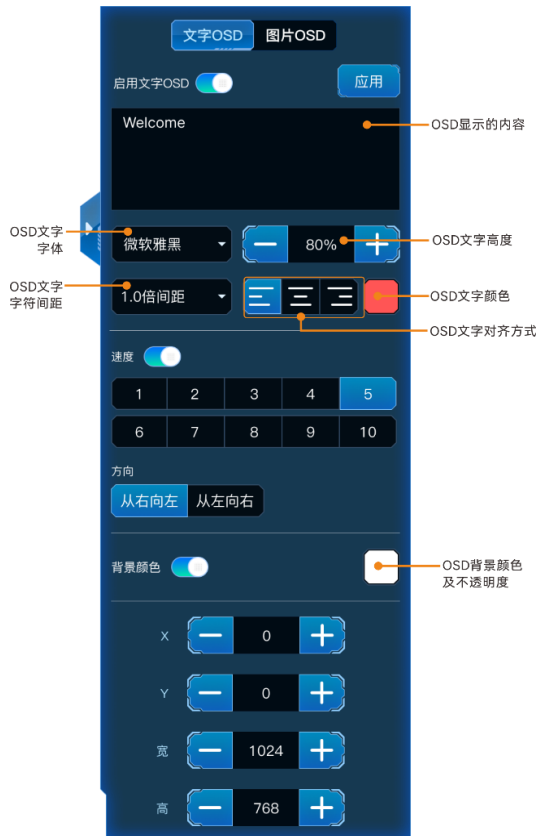 文字OSD 图片OSD
启用文字OSD 应用
Welcome
OSD显示的内容
OSD文字
字体
微软雅黑 80%
OSD文字高度
OSD文字
字符间距
1.0倍间距
OSD文字颜色
OSD文字对齐方式
速度
1 2 3 4 5
6 7 8 9 10
方向
从右向左 从左向右
背景颜色
OSD背景颜色
及不透明度
X 0
Y 0
宽 1024
高 768